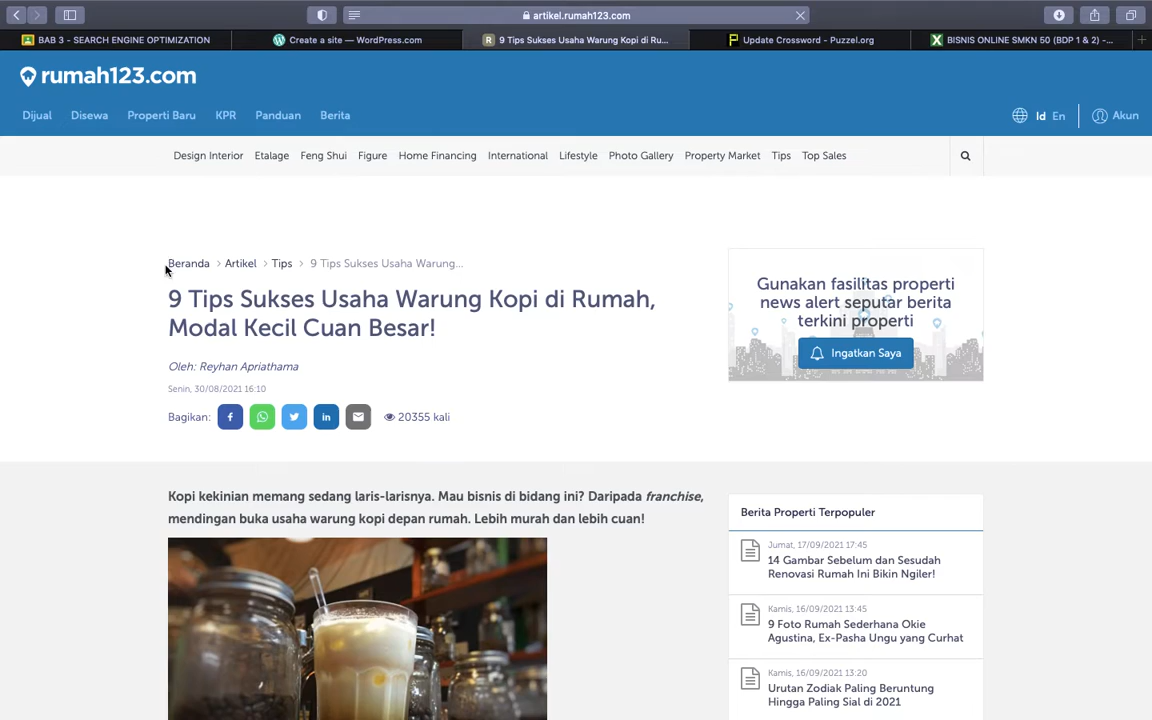 artikel.rumah123.com
BAB 3 - SEARCH ENGINE OPTIMIZATION
Create a site — WordPress.com
R
9 Tips Sukses Usaha Warung Kopi di Ru...
Update Crossword - Puzzel.org
BISNIS ONLINE SMKN 50 (BDP 1 & 2) -...
rumah123.com
Dijual
Disewa
Properti Baru
KPR
Panduan
Berita
Id
En
Akun
Design Interior
Etalage
Feng Shui
Figure
Home Financing
International
Lifestyle
Photo Gallery
Property Market
Tips
Top Sales
Beranda > Artikel > Tips > 9 Tips Sukses Usaha Warung...
9 Tips Sukses Usaha Warung Kopi di Rumah,
Modal Kecil Cuan Besar!
Oleh: Reyhan Apriathama
Senin, 30/08/2021 16:10
Bagikan:
20355 kali
Gunakan fasilitas properti
news alert seputar berita
terkini properti
Ingatkan Saya
Kopi kekinian memang sedang laris-larisnya. Mau bisnis di bidang ini? Daripada franchise,
mendingan buka usaha warung kopi depan rumah. Lebih murah dan lebih cuan!
Berita Properti Terpopuler
Jumat, 17/09/2021 17:45
14 Gambar Sebelum dan Sesudah
Renovasi Rumah Ini Bikin Ngiler!
Kamis, 16/09/2021 13:45
9 Foto Rumah Sederhana Okie
Agustina, Ex-Pasha Ungu yang Curhat
Kamis, 16/09/2021 13:20
Urutan Zodiak Paling Beruntung
Hingga Paling Sial di 2021